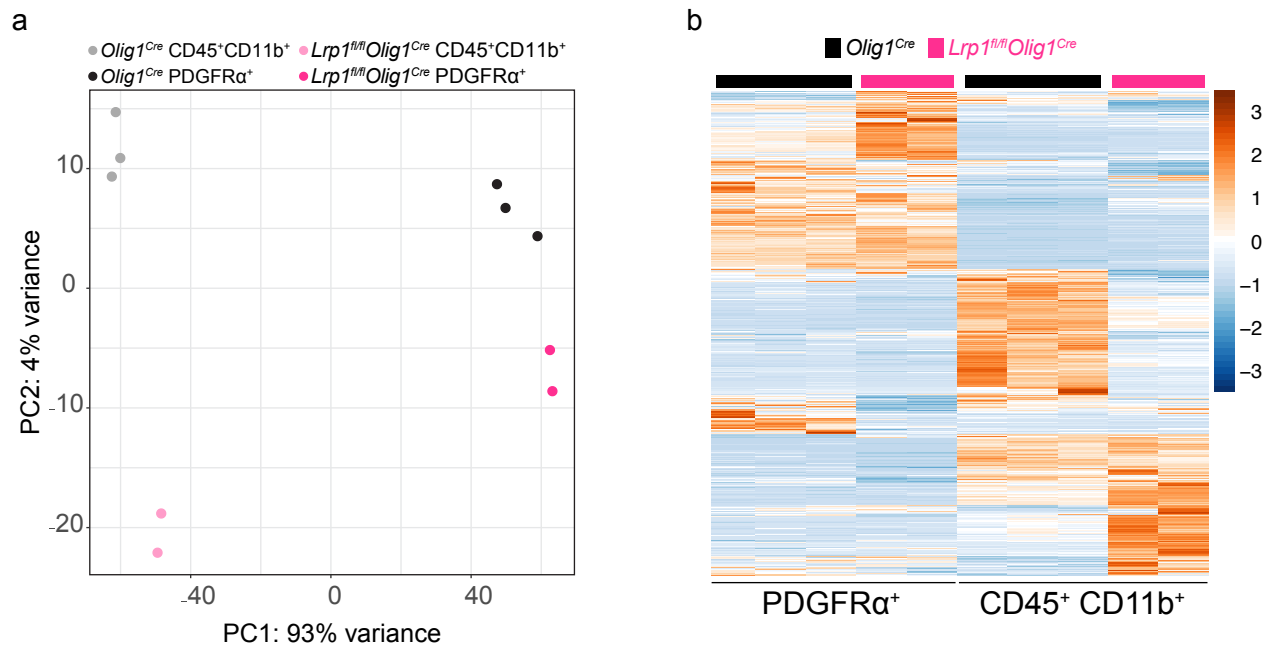 a
Olig1Cre CD45+CD11b+ Lrp1fl/flOlig1Cre CD45+CD11b+
Olig1Cre PDGFRα+ Lrp1fl/flOlig1Cre PDGFRα+
10
0
-10
-20
PC2: 4% variance
-40 0 40
PC1: 93% variance
b
Olig1Cre Lrp1fl/flOlig1Cre
3
2
1
0
−1
−2
−3
PDGFRα+ CD45+ CD11b+